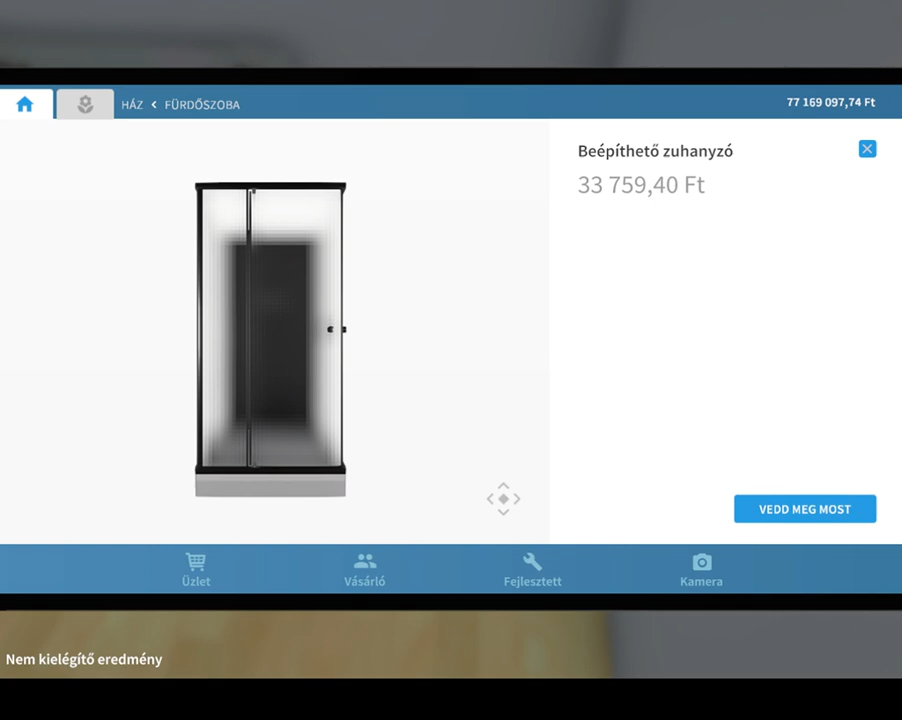 HÁZ < FÜRDŐSZOBA
77 169 097,74 Ft
Beépíthető zuhanyzó
33 759,40 Ft
VEDD MEG MOST
Üzlet
Vásárló
Fejlesztett
Kamera
Nem kielégítő eredmény